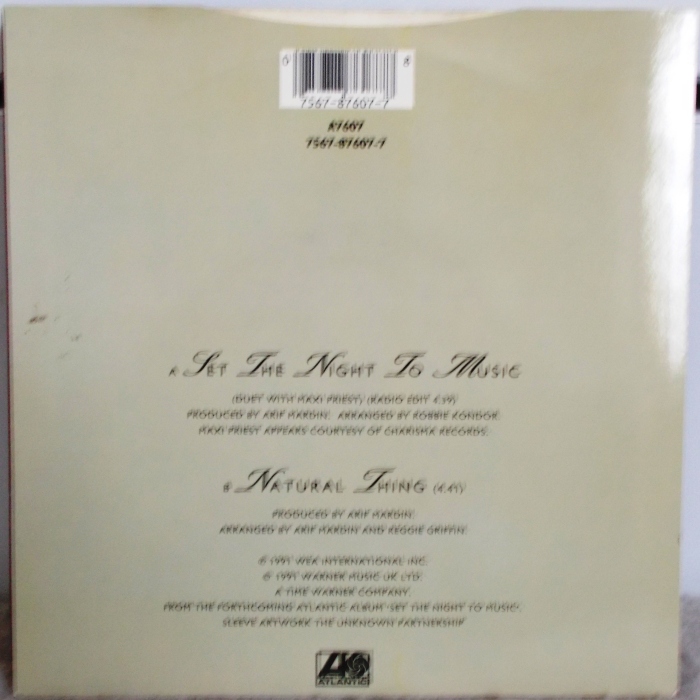 7567-87607-7
A7607
7567-87607-7
A SET THE NIGHT TO MUSIC
(DUET WITH MAXI PRIEST) (RADIO EDIT 4.39)
PRODUCED BY ARIF MARDIN. ARRANGED BY ROBBIE KONDOR.
MAXI PRIEST APPEARS COURTESY OF CHARISMA RECORDS.
B NATURAL THING (4.41)
PRODUCED BY ARIF MARDIN.
ARRANGED BY ARIF MARDIN AND REGGIE GRIFFIN.
© 1991 WEA INTERNATIONAL INC.
© 1991 WARNER MUSIC UK LTD.
A TIME WARNER COMPANY.
FROM THE FORTHCOMING ATLANTIC ALBUM 'SET THE NIGHT TO MUSIC'.
SLEEVE ARTWORK THE UNKNOWN PARTNERSHIP
ATLANTIC